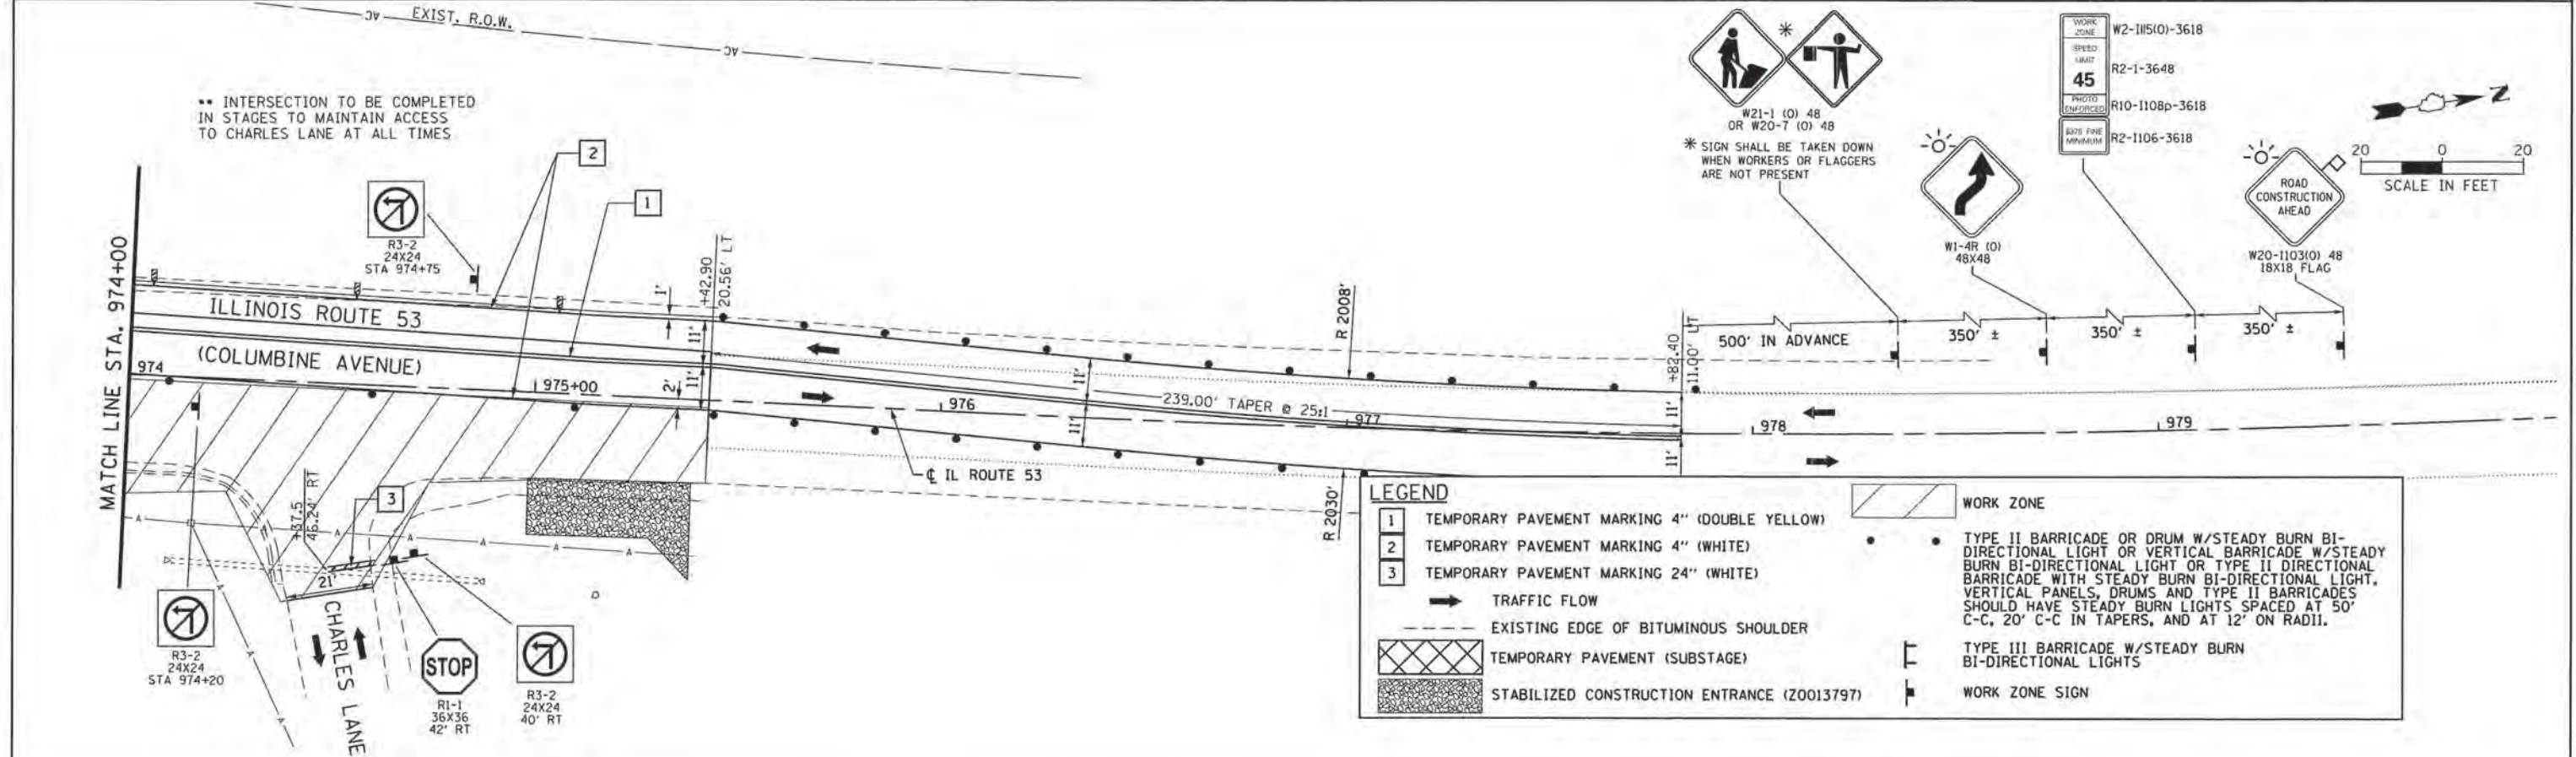 EXIST. R.O.W.
AC
AC
AC
** INTERSECTION TO BE COMPLETED
IN STAGES TO MAINTAIN ACCESS
TO CHARLES LANE AT ALL TIMES
2
1
R3-2
24X24
STA 974+75
MATCH LINE STA. 974+00
ILLINOIS ROUTE 53
(COLUMBINE AVENUE)
974
975+00
976
977
978
979
1'
11'
11'
2'
+42.90
20.56' LT
11'
11'
239.00' TAPER @ 25:1
R 2008'
R 2030'
℄ IL ROUTE 53
+82.40
11.00' LT
11'
11'
*
W21-1 (O) 48
OR W20-7 (O) 48
* SIGN SHALL BE TAKEN DOWN
WHEN WORKERS OR FLAGGERS
ARE NOT PRESENT
W1-4R (O)
48X48
WORK
ZONE
SPEED
LIMIT
45
PHOTO
ENFORCED
$375 FINE
MINIMUM
W2-I115(O)-3618
R2-1-3648
R10-I108p-3618
R2-I106-3618
ROAD
CONSTRUCTION
AHEAD
W20-I103(O) 48
18X18 FLAG
N
20 0 20
SCALE IN FEET
500' IN ADVANCE
350' ±
350' ±
350' ±
+37.5
45.24' RT
3
A
A
A
A
A
A
A
A
A
21'
CHARLES LANE
R3-2
24X24
STA 974+20
STOP
R1-1
36X36
42' RT
R3-2
24X24
40' RT
LEGEND
1 TEMPORARY PAVEMENT MARKING 4" (DOUBLE YELLOW)
2 TEMPORARY PAVEMENT MARKING 4" (WHITE)
3 TEMPORARY PAVEMENT MARKING 24" (WHITE)
TRAFFIC FLOW
EXISTING EDGE OF BITUMINOUS SHOULDER
TEMPORARY PAVEMENT (SUBSTAGE)
STABILIZED CONSTRUCTION ENTRANCE (Z0013797)
WORK ZONE
TYPE II BARRICADE OR DRUM W/STEADY BURN BI-
DIRECTIONAL LIGHT OR VERTICAL BARRICADE W/STEADY
BURN BI-DIRECTIONAL LIGHT OR TYPE II DIRECTIONAL
BARRICADE WITH STEADY BURN BI-DIRECTIONAL LIGHT.
VERTICAL PANELS, DRUMS AND TYPE II BARRICADES
SHOULD HAVE STEADY BURN LIGHTS SPACED AT 50'
C-C, 20' C-C IN TAPERS, AND AT 12' ON RADII.
TYPE III BARRICADE W/STEADY BURN
BI-DIRECTIONAL LIGHTS
WORK ZONE SIGN